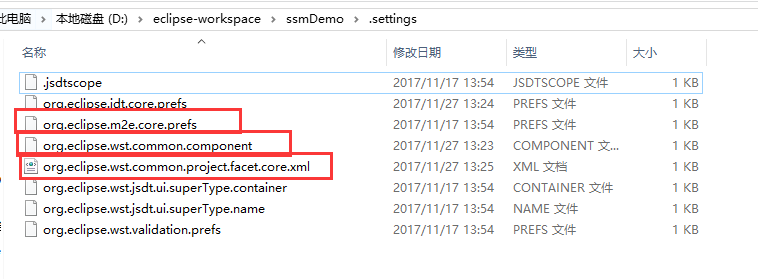 此电脑 › 本地磁盘 (D:) › eclipse-workspace › ssmDemo › .settings
名称 修改日期 类型 大小
.jsdtscope 2017/11/17 13:54 JSDTSCOPE 文件 1 KB
org.eclipse.jdt.core.prefs 2017/11/27 13:24 PREFS 文件 1 KB
org.eclipse.m2e.core.prefs 2017/11/17 13:54 PREFS 文件 1 KB
org.eclipse.wst.common.component 2017/11/27 13:23 COMPONENT 文... 1 KB
org.eclipse.wst.common.project.facet.core.xml 2017/11/27 13:25 XML 文档 1 KB
org.eclipse.wst.jsdt.ui.superType.container 2017/11/17 13:54 CONTAINER 文件 1 KB
org.eclipse.wst.jsdt.ui.superType.name 2017/11/17 13:54 NAME 文件 1 KB
org.eclipse.wst.validation.prefs 2017/11/17 13:54 PREFS 文件 1 KB